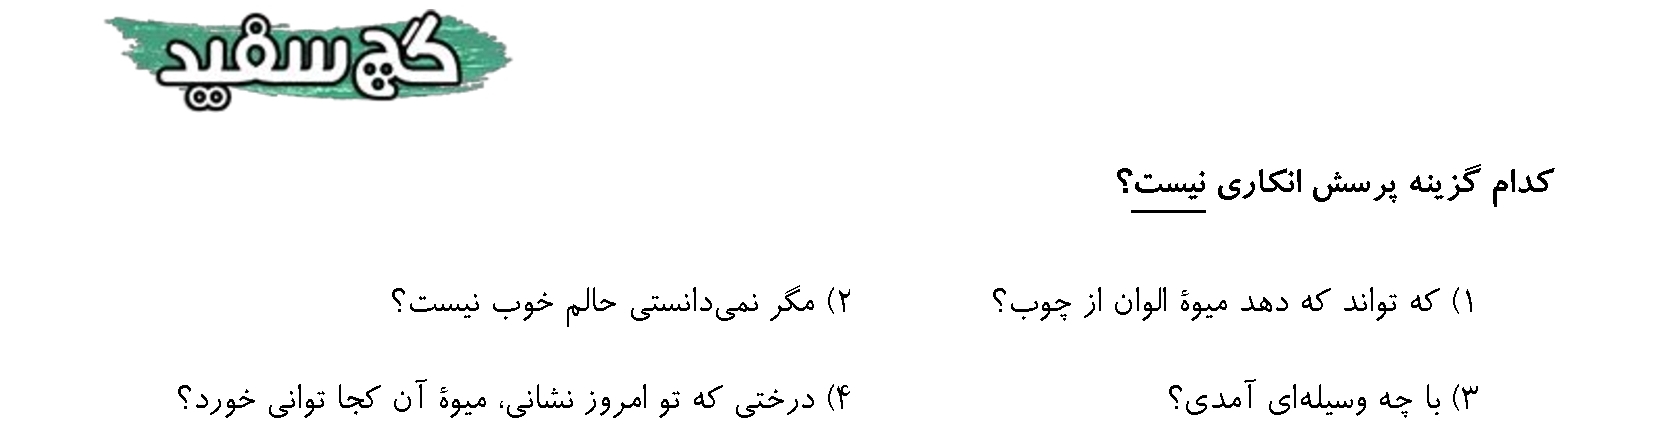 گچ سفید
کدام گزینه پرسش انکاری نیست؟
۱) که تواند که دهد میوۀ الوان از چوب؟ ۲) مگر نمی‌دانستی حالم خوب نیست؟
۳) با چه وسیله‌ای آمدی؟ ۴) درختی که تو امروز نشانی، میوۀ آن کجا توانی خورد؟